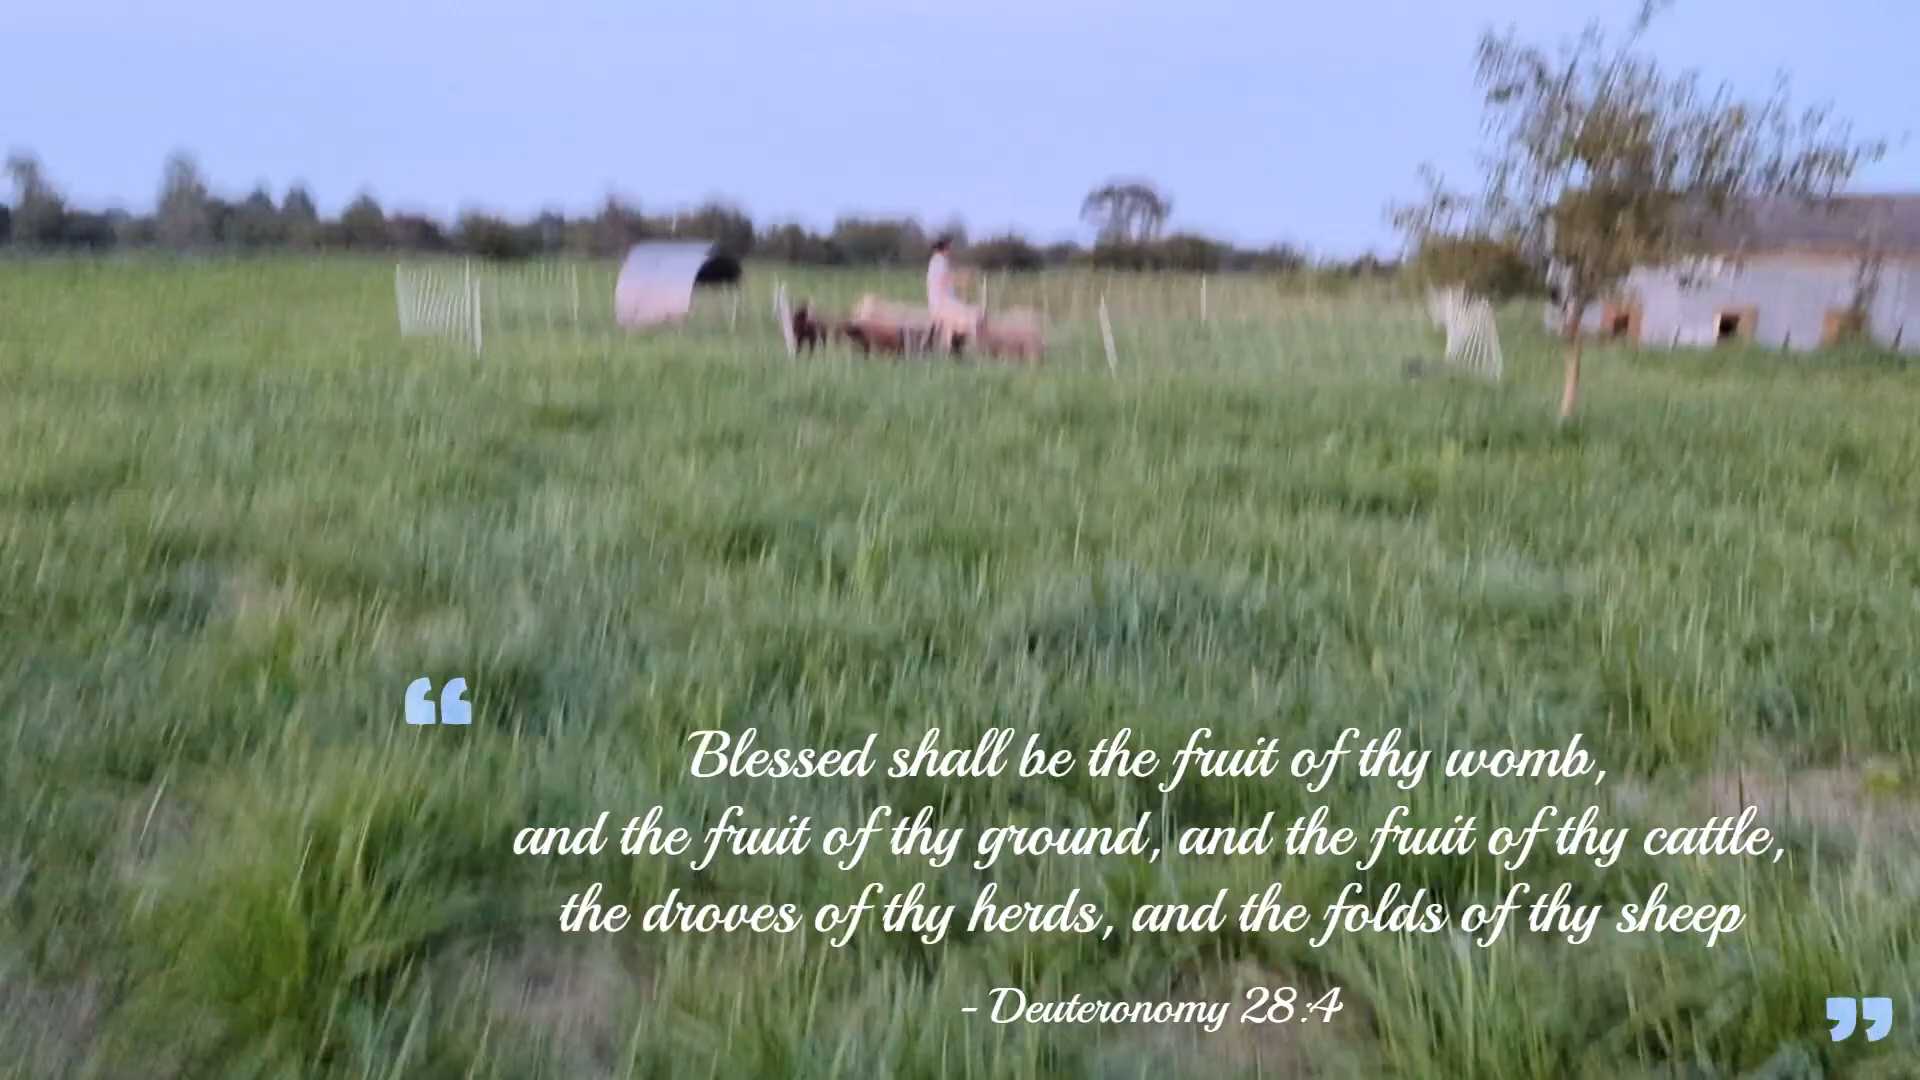 “
Blessed shall be the fruit of thy womb,
and the fruit of thy ground, and the fruit of thy cattle,
the droves of thy herds, and the folds of thy sheep
- Deuteronomy 28:4
”